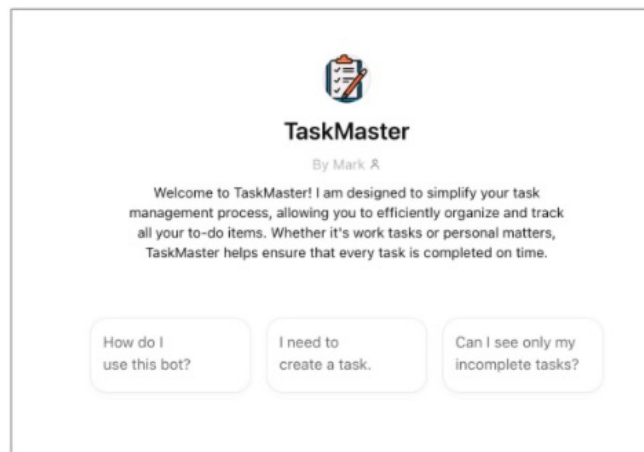 TaskMaster
By Mark
Welcome to TaskMaster! I am designed to simplify your task
management process, allowing you to efficiently organize and track
all your to-do items. Whether it's work tasks or personal matters,
TaskMaster helps ensure that every task is completed on time.
How do I
use this bot?
I need to
create a task.
Can I see only my
incomplete tasks?